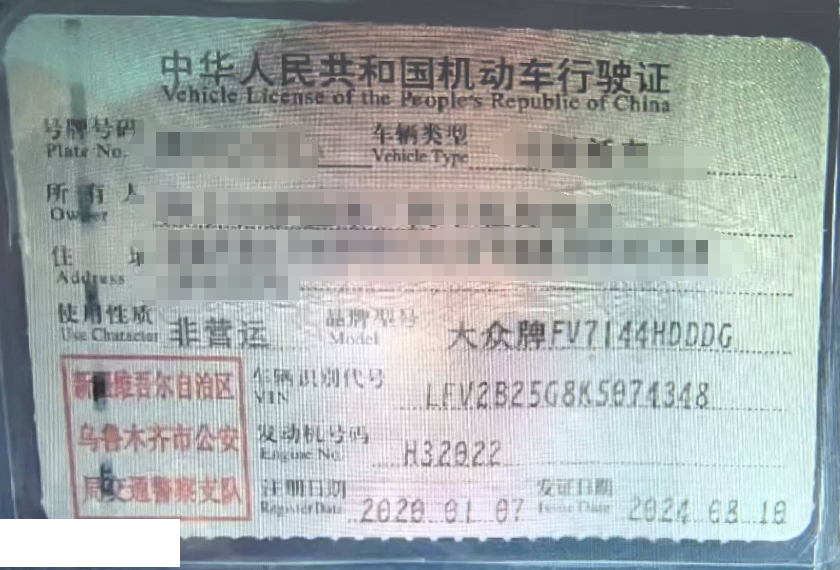 中华人民共和国机动车行驶证
Vehicle License of the People's Republic of China
号牌号码 车辆类型
Plate No. Vehicle Type
所有人
Owner
住址
Address
使用性质 非营运 品牌型号 大众牌FV7144HDDDG
Use Character Model
新疆维吾尔自治区
乌鲁木齐市公安
局交通警察支队
车辆识别代号 LFV2B25G8K5074348
VIN
发动机号码 H32022
Engine No.
注册日期 2020 01 07 发证日期 2024 08 10
Register Date Issue Date